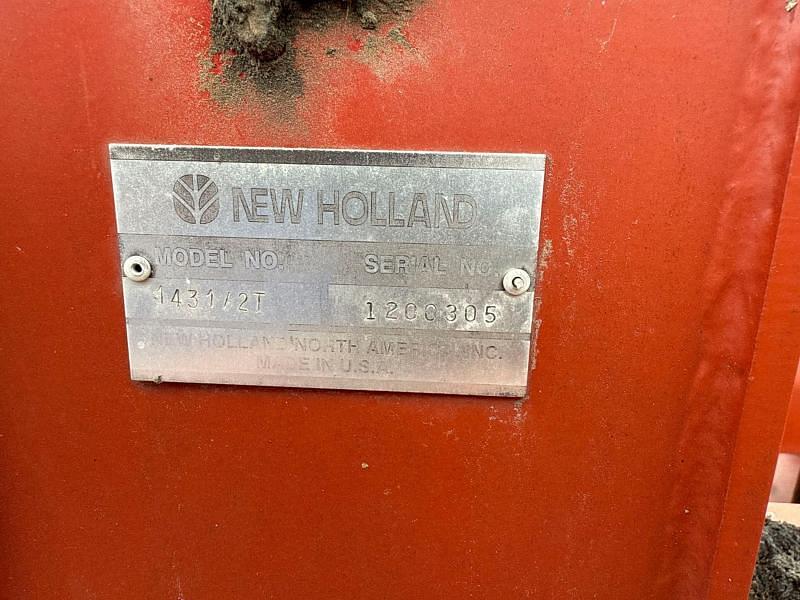 NEW HOLLAND
MODEL NO. SERIAL NO.
1431/2T 1200305
NEW HOLLAND NORTH AMERICA INC.
MADE IN U.S.A.